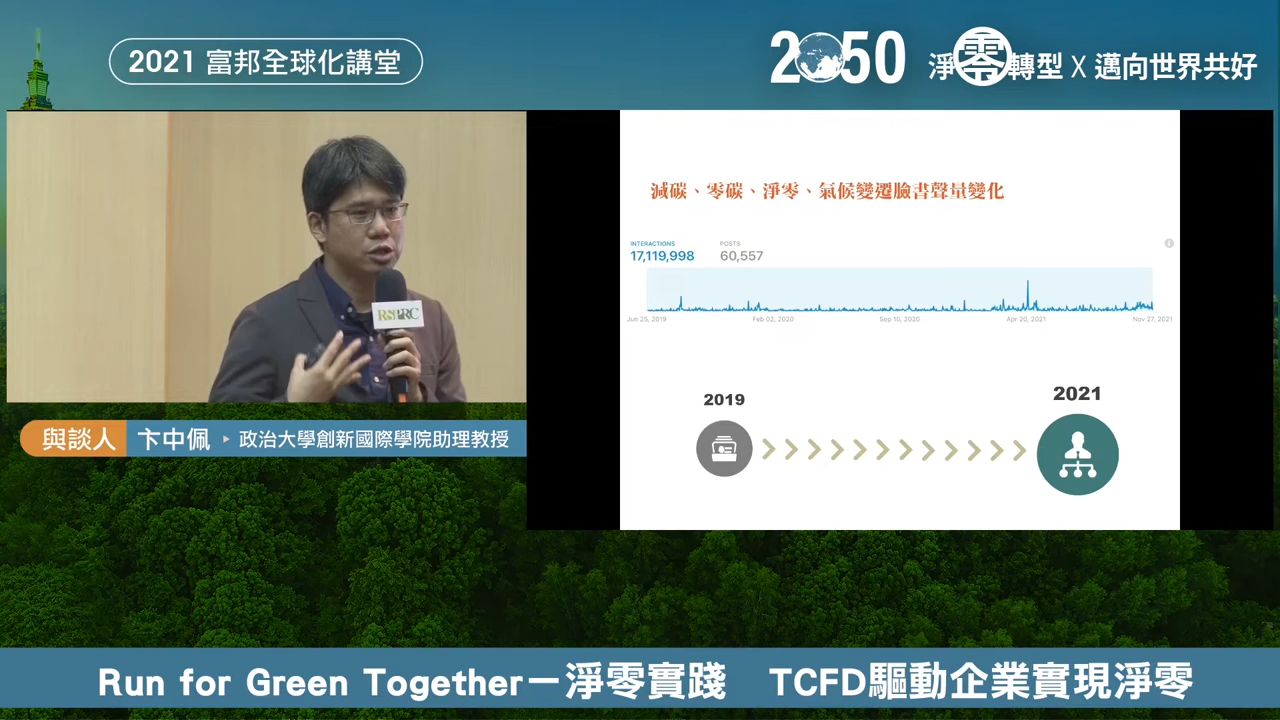 2021 富邦全球化講堂
2050 淨零轉型 X 邁向世界共好
RSPRC
減碳、零碳、淨零、氣候變遷臉書聲量變化
INTERACTIONS
17,119,998
POSTS
60,557
Jun 25, 2019
Feb 02, 2020
Sep 10, 2020
Apr 20, 2021
Nov 27, 2021
2019
2021
與談人 卞中佩 ▸ 政治大學創新國際學院助理教授
Run for Green Together－淨零實踐 TCFD驅動企業實現淨零